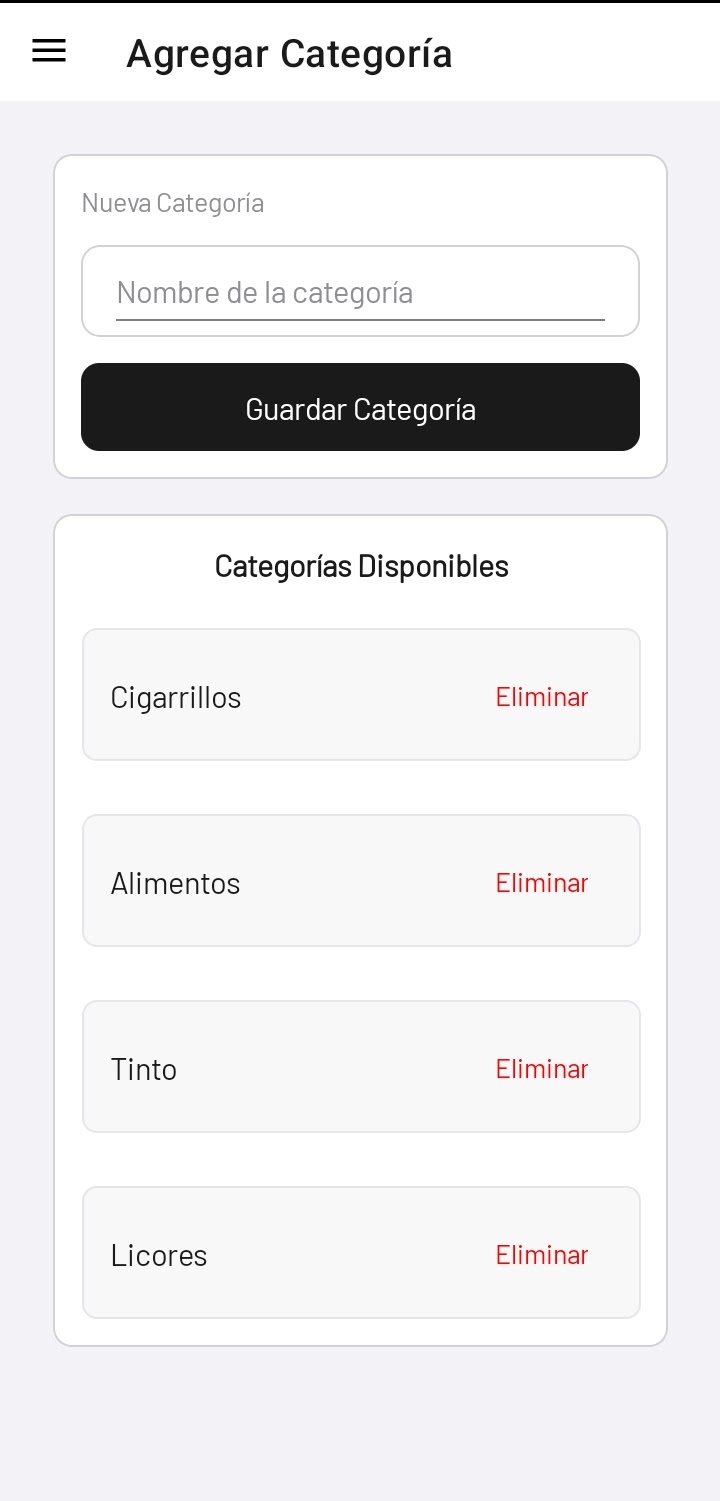 Agregar Categoría
Nueva Categoría
Nombre de la categoría
Guardar Categoría
Categorías Disponibles
Cigarrillos Eliminar
Alimentos Eliminar
Tinto Eliminar
Licores Eliminar